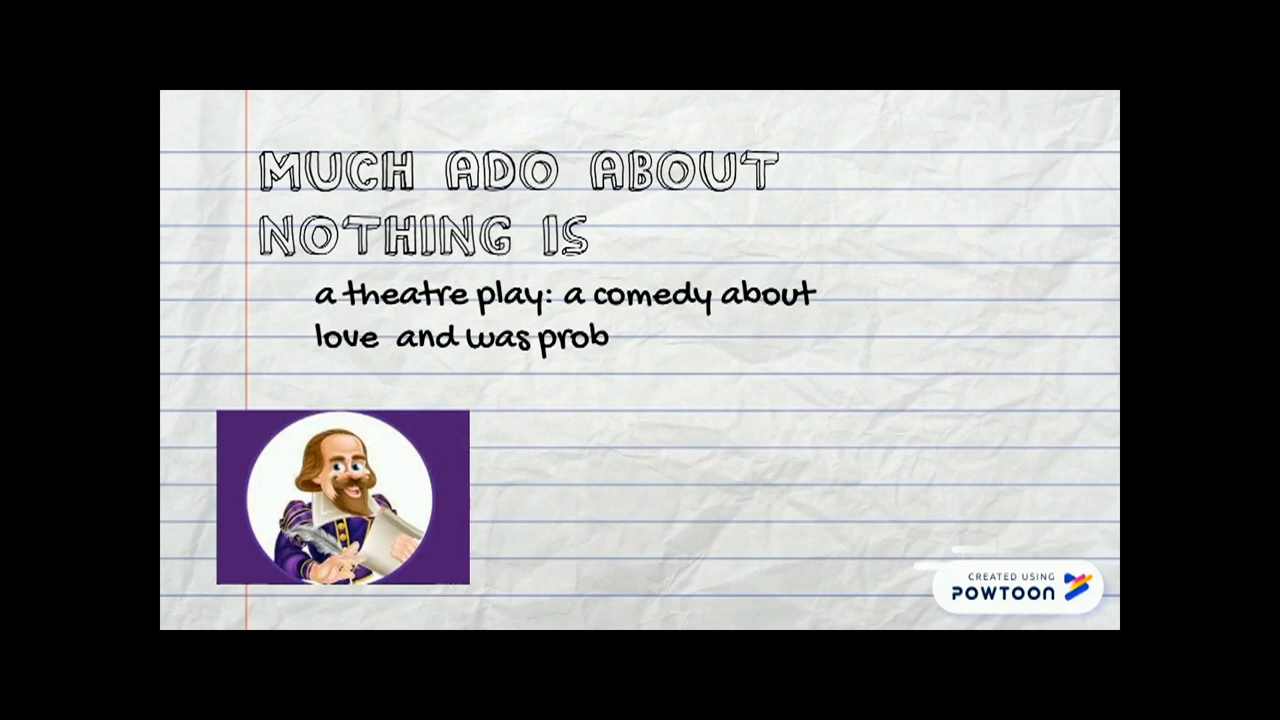 MUCH ADO ABOUT
NOTHING IS
a theatre play: a comedy about
love and was prob
CREATED USING
POWTOON